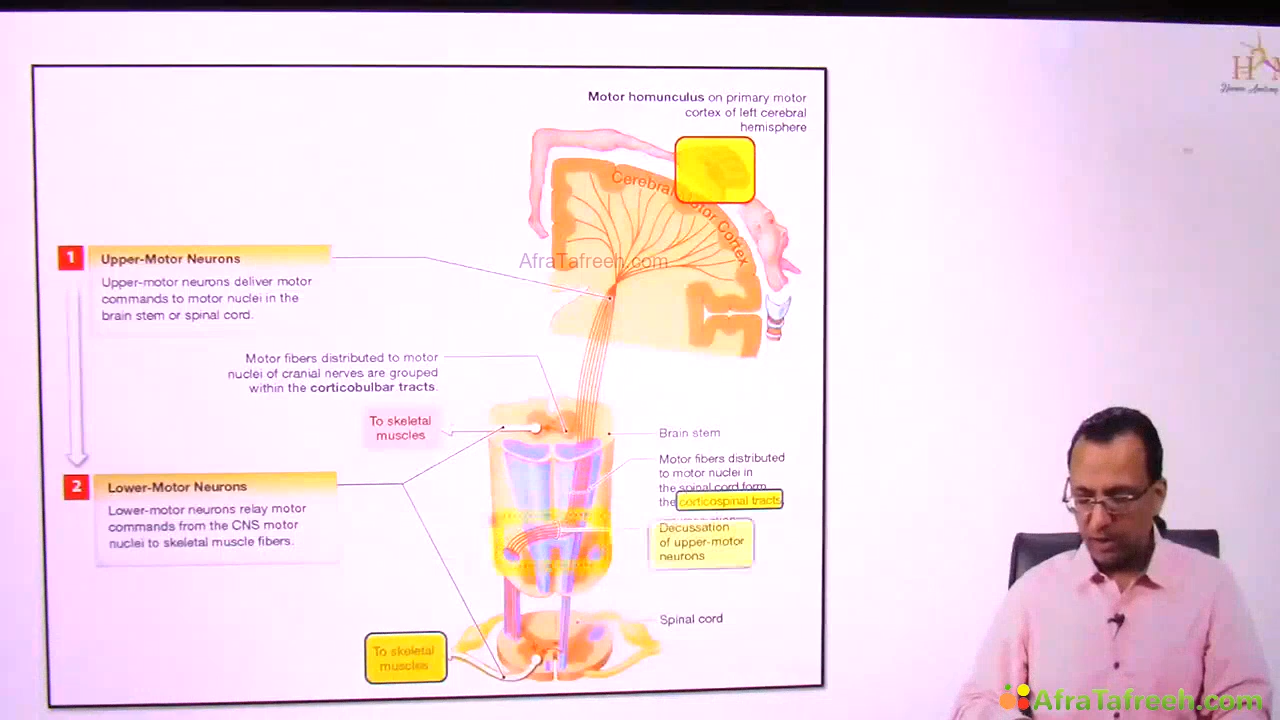 Motor homunculus on primary motor
cortex of left cerebral
hemisphere
Cerebral Motor Cortex
AfraTafreeh.com
1
Upper-Motor Neurons
Upper-motor neurons deliver motor
commands to motor nuclei in the
brain stem or spinal cord.
Motor fibers distributed to motor
nuclei of cranial nerves are grouped
within the corticobulbar tracts.
To skeletal
muscles
Brain stem
Motor fibers distributed
to motor nuclei in
the spinal cord form
the corticospinal tracts.
2
Lower-Motor Neurons
Lower-motor neurons relay motor
commands from the CNS motor
nuclei to skeletal muscle fibers.
Decussation
of upper-motor
neurons
Spinal cord
To skeletal
muscles
AfraTafreeh.com